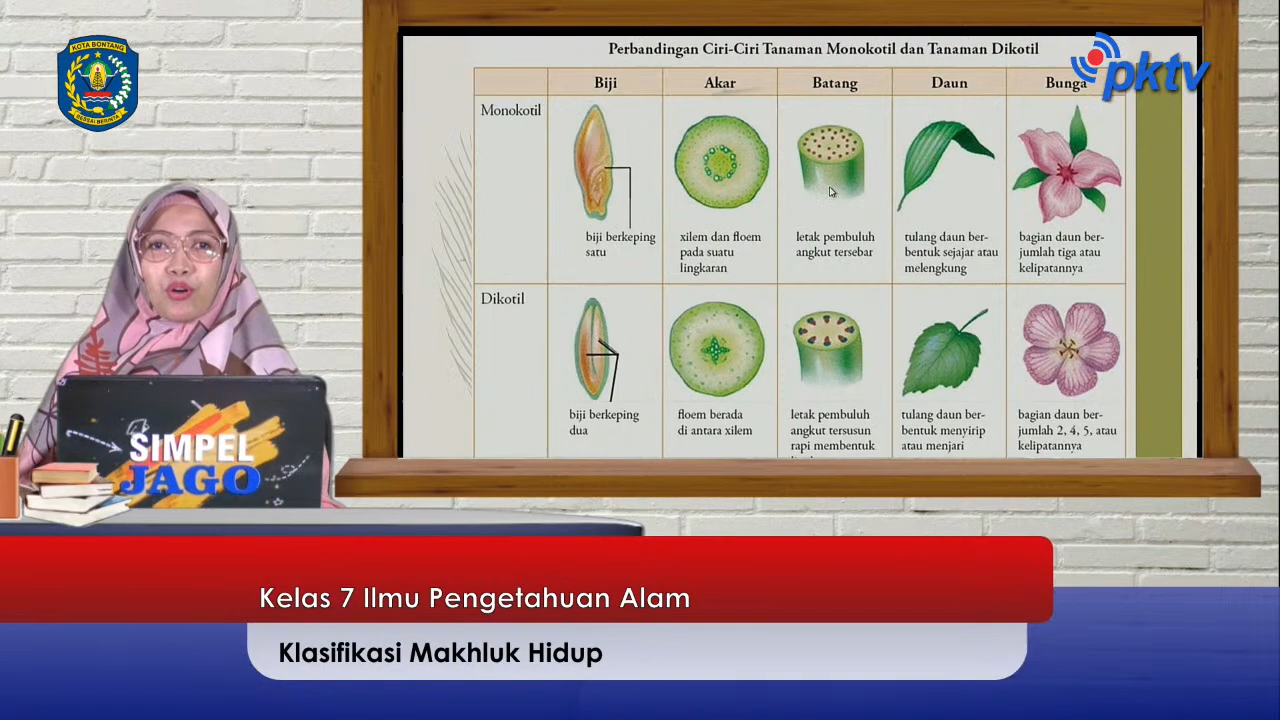 KOTA BONTANG
BESSAI BERINTA
pktv
Perbandingan Ciri-Ciri Tanaman Monokotil dan Tanaman Dikotil
Biji
Akar
Batang
Daun
Bunga
Monokotil
biji berkeping
satu
xilem dan floem
pada suatu
lingkaran
letak pembuluh
angkut tersebar
tulang daun ber-
bentuk sejajar atau
melengkung
bagian daun ber-
jumlah tiga atau
kelipatannya
Dikotil
biji berkeping
dua
floem berada
di antara xilem
letak pembuluh
angkut tersusun
rapi membentuk
tulang daun ber-
bentuk menyirip
atau menjari
bagian daun ber-
jumlah 2, 4, 5, atau
kelipatannya
SIMPEL
JAGO
Kelas 7 Ilmu Pengetahuan Alam
Klasifikasi Makhluk Hidup